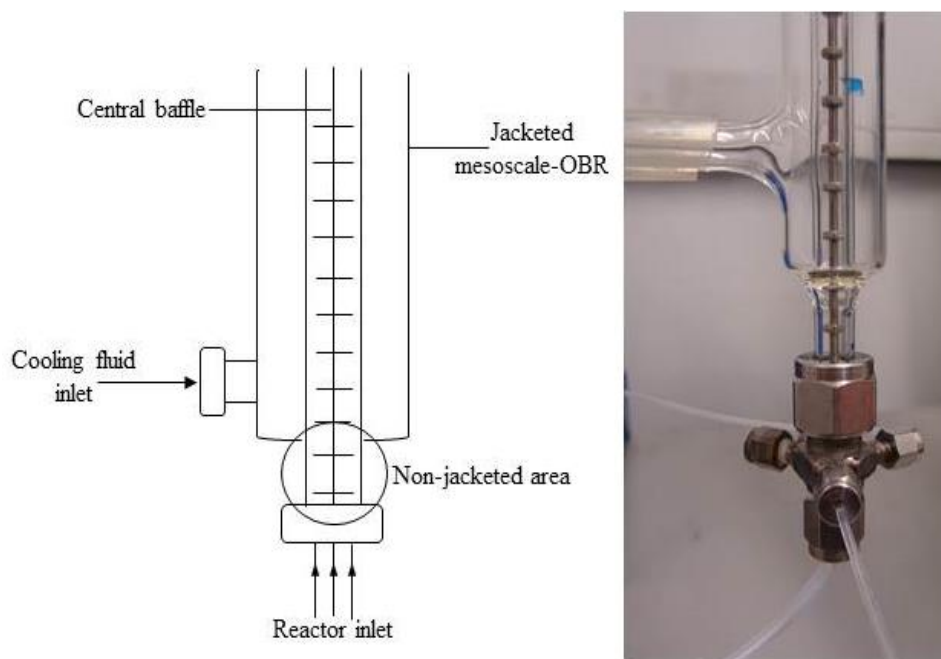 Central baffle
Jacketed
mesoscale-OBR
Cooling fluid
inlet
Non-jacketed area
Reactor inlet